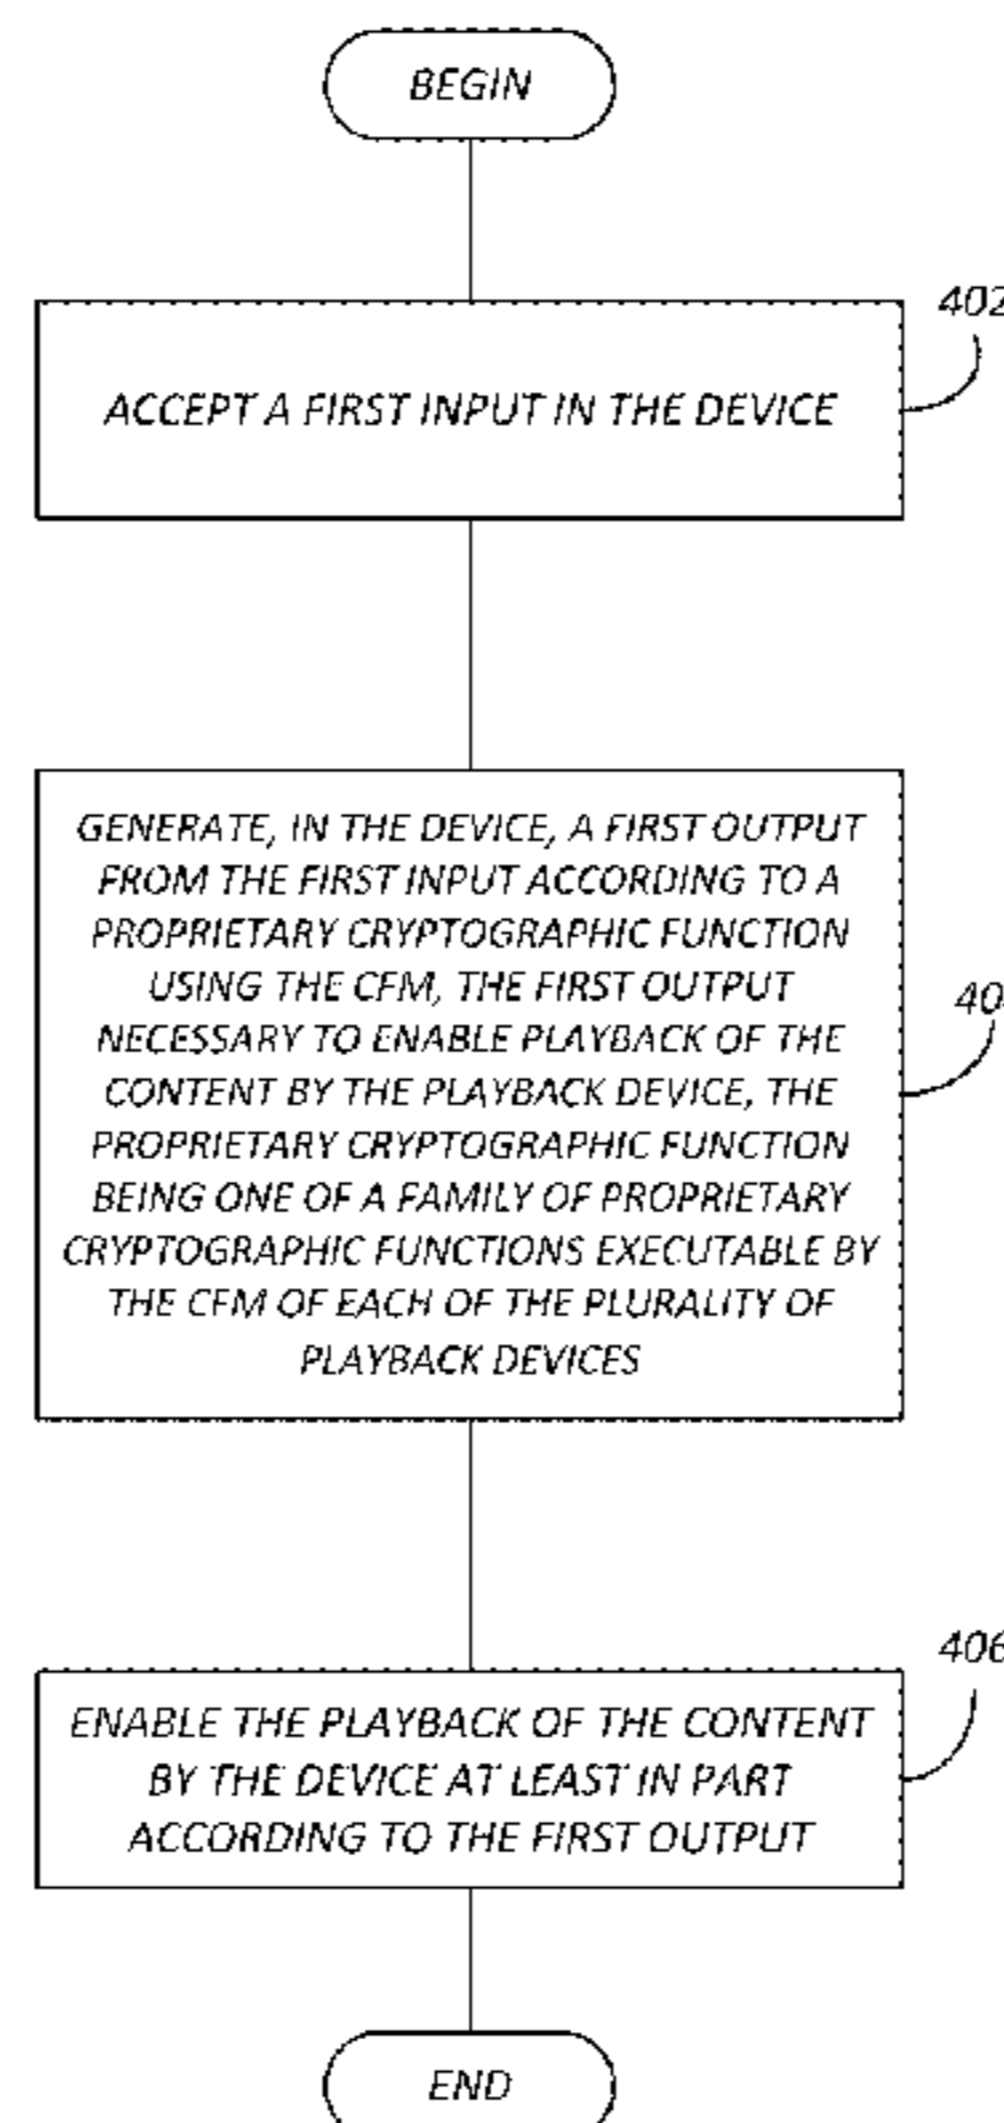 BEGIN
402
ACCEPT A FIRST INPUT IN THE DEVICE
GENERATE, IN THE DEVICE, A FIRST OUTPUT
FROM THE FIRST INPUT ACCORDING TO A
PROPRIETARY CRYPTOGRAPHIC FUNCTION
USING THE CFM, THE FIRST OUTPUT
NECESSARY TO ENABLE PLAYBACK OF THE
CONTENT BY THE PLAYBACK DEVICE, THE
PROPRIETARY CRYPTOGRAPHIC FUNCTION
BEING ONE OF A FAMILY OF PROPRIETARY
CRYPTOGRAPHIC FUNCTIONS EXECUTABLE BY
THE CFM OF EACH OF THE PLURALITY OF
PLAYBACK DEVICES
406
ENABLE THE PLAYBACK OF THE CONTENT
BY THE DEVICE AT LEAST IN PART
ACCORDING TO THE FIRST OUTPUT
END